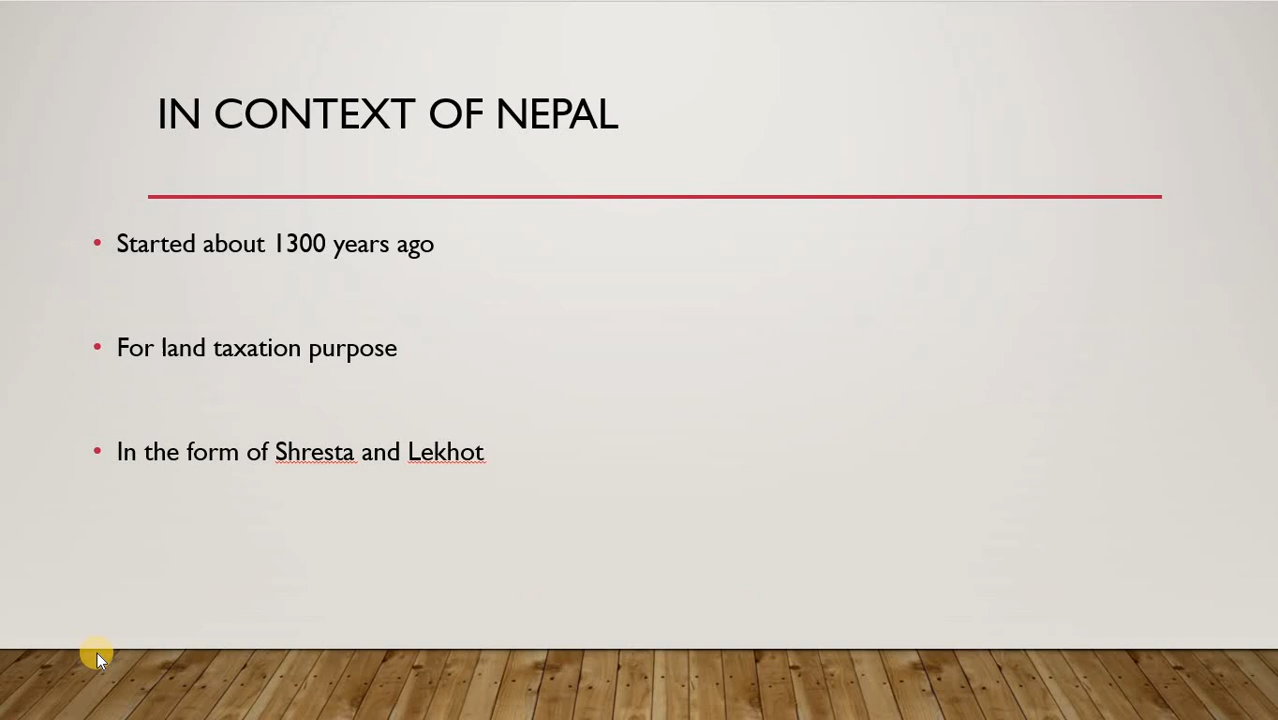 IN CONTEXT OF NEPAL
• Started about 1300 years ago
• For land taxation purpose
• In the form of Shresta and Lekhot